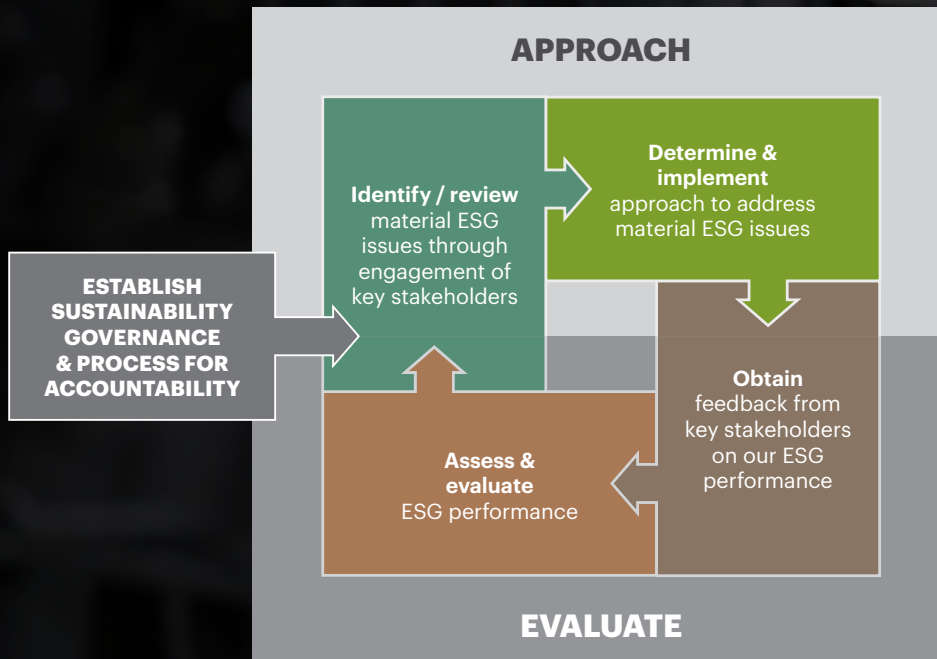 APPROACH
Identify / review
material ESG
issues through
engagement of
key stakeholders
Determine &
implement
approach to address
material ESG issues
ESTABLISH
SUSTAINABILITY
GOVERNANCE
& PROCESS FOR
ACCOUNTABILITY
Obtain
feedback from
key stakeholders
on our ESG
performance
Assess &
evaluate
ESG performance
EVALUATE